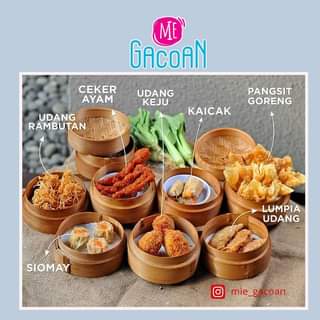 MiE
GACOAN
CEKER
AYAM
UDANG
KEJU
PANGSIT
GORENG
UDANG
RAMBUTAN
KAICAK
LUMPIA
UDANG
SIOMAY
mie_gacoan